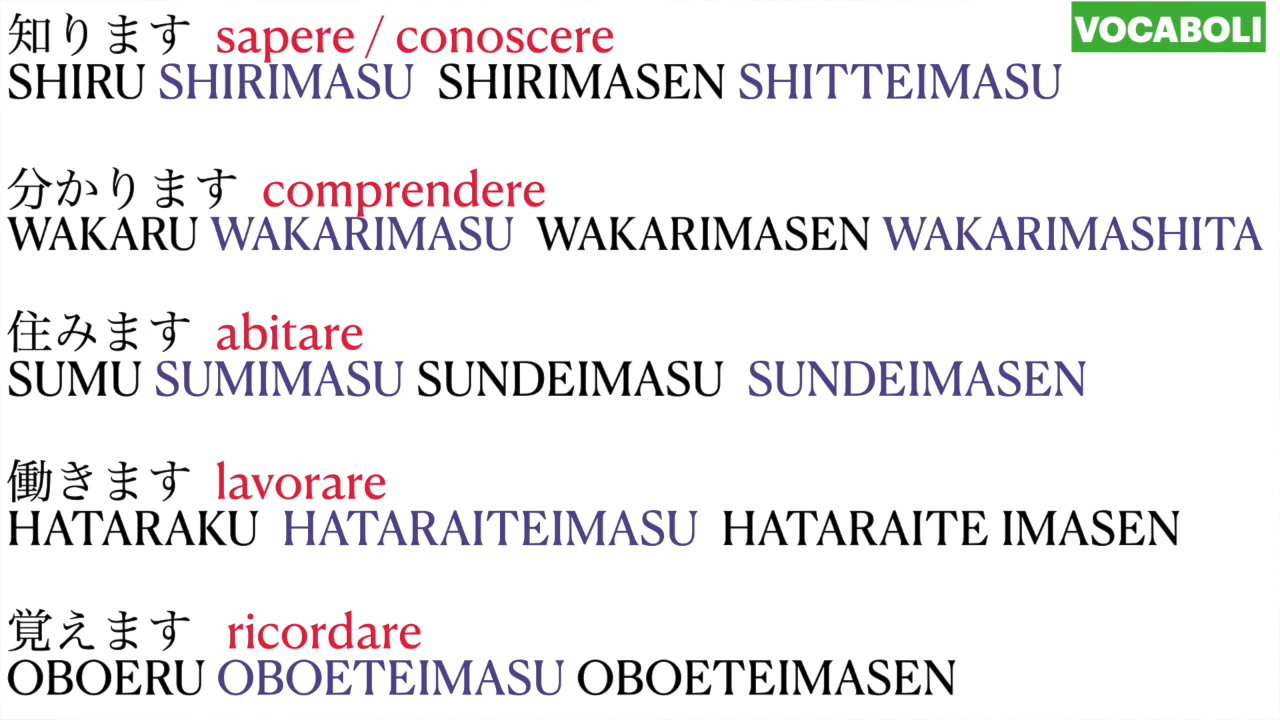 知ります sapere / conoscere
VOCABOLI
SHIRU SHIRIMASU SHIRIMASEN SHITTEIMASU
分かります comprendere
WAKARU WAKARIMASU WAKARIMASEN WAKARIMASHITA
住みます abitare
SUMU SUMIMASU SUNDEIMASU SUNDEIMASEN
働きます lavorare
HATARAKU HATARAITEIMASU HATARAITE IMASEN
覚えます ricordare
OBOERU OBOETEIMASU OBOETEIMASEN